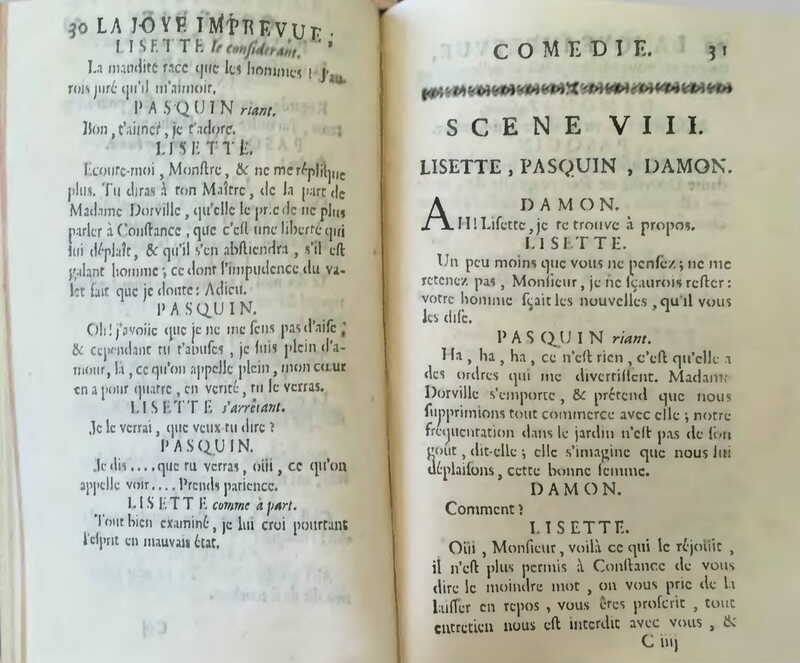 30 LA JOYE IMPREVUE;
LISETTE le considerant.
La maudite race que les hommes ! J'au-
rois juré qu'il m'aimoit.
PASQUIN riant.
Bon, t'aimer, je t'adore.
LISETTE.
Ecoute-moi, Monstre, & ne me réplique
plus. Tu diras à ton Maître, de la part de
Madame Dorville, qu'elle le prie de ne plus
parler à Constance, que c'est une liberté qui
lui déplaît, & qu'il s'en abstiendra, s'il est
galant homme; ce dont l'impudence du va-
let fait que je doute: Adieu.
PASQUIN.
Oh! j'avoüe que je ne me sens pas d'aise;
& cependant tu t'abuses, je suis plein d'a-
mour, là, ce qu'on appelle plein, mon cœur
en a pour quatre, en verité, tu le verras.
LISETTE s'arrêtant.
Je le verrai, que veux-tu dire ?
PASQUIN.
Je dis.... que tu verras, oüi, ce qu'on
appelle voir.... Prends patience.
LISETTE comme à part.
Tout bien examiné, je lui croi pourtant
l'esprit en mauvais état.
COMEDIE. 31
SCENE VIII.
LISETTE, PASQUIN, DAMON.
DAMON.
AH! Lisette, je te trouve à propos.
LISETTE.
Un peu moins que vous ne pensez; ne me
retenez pas, Monsieur, je ne sçaurois rester:
votre homme sçait les nouvelles, qu'il vous
les dise.
PASQUIN riant.
Ha, ha, ha, ce n'est rien, c'est qu'elle a
des ordres qui me divertissent. Madame
Dorville s'emporte, & prétend que nous
supprimions tout commerce avec elle; notre
fréquentation dans le jardin n'est pas de son
goût, dit-elle; elle s'imagine que nous lui
déplaisons, cette bonne femme.
DAMON.
Comment ?
LISETTE.
Oüi, Monsieur, voilà ce qui le réjoüit,
il n'est plus permis à Constance de vous
dire le moindre mot, on vous prie de la
laisser en repos, vous êtes proscrit, tout
entretien nous est interdit avec vous, &
C iiij